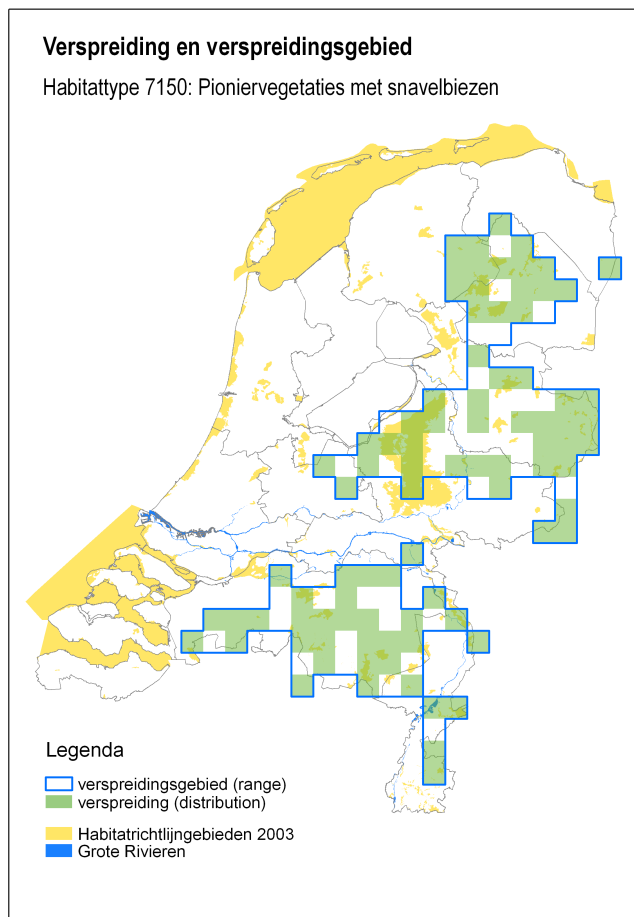 Verspreiding en verspreidingsgebied
Habitattype 7150: Pioniervegetaties met snavelbiezen
Legenda
verspreidingsgebied (range)
verspreiding (distribution)
Habitatrichtlijngebieden 2003
Grote Rivieren